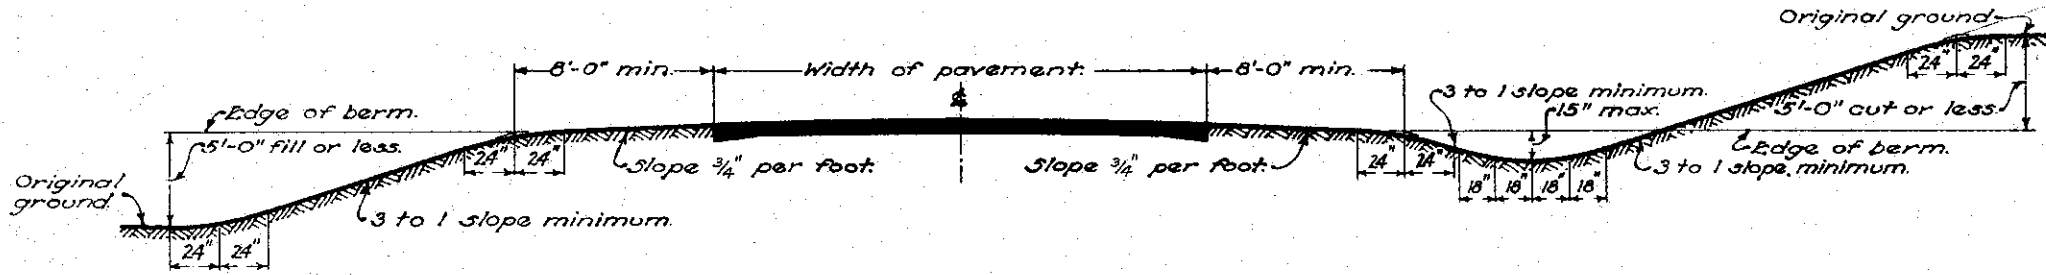 Original ground
8'-0" min.
Width of pavement.
8'-0" min.
24" 24"
℄
3 to 1 slope minimum.
Edge of berm.
15" max.
5'-0" cut or less.
5'-0" fill or less.
24" 24"
Slope 3/4" per foot.
Slope 3/4" per foot.
24" 24"
Edge of berm.
3 to 1 slope minimum.
Original
ground.
18" 18" 18" 18"
3 to 1 slope minimum.
24" 24"